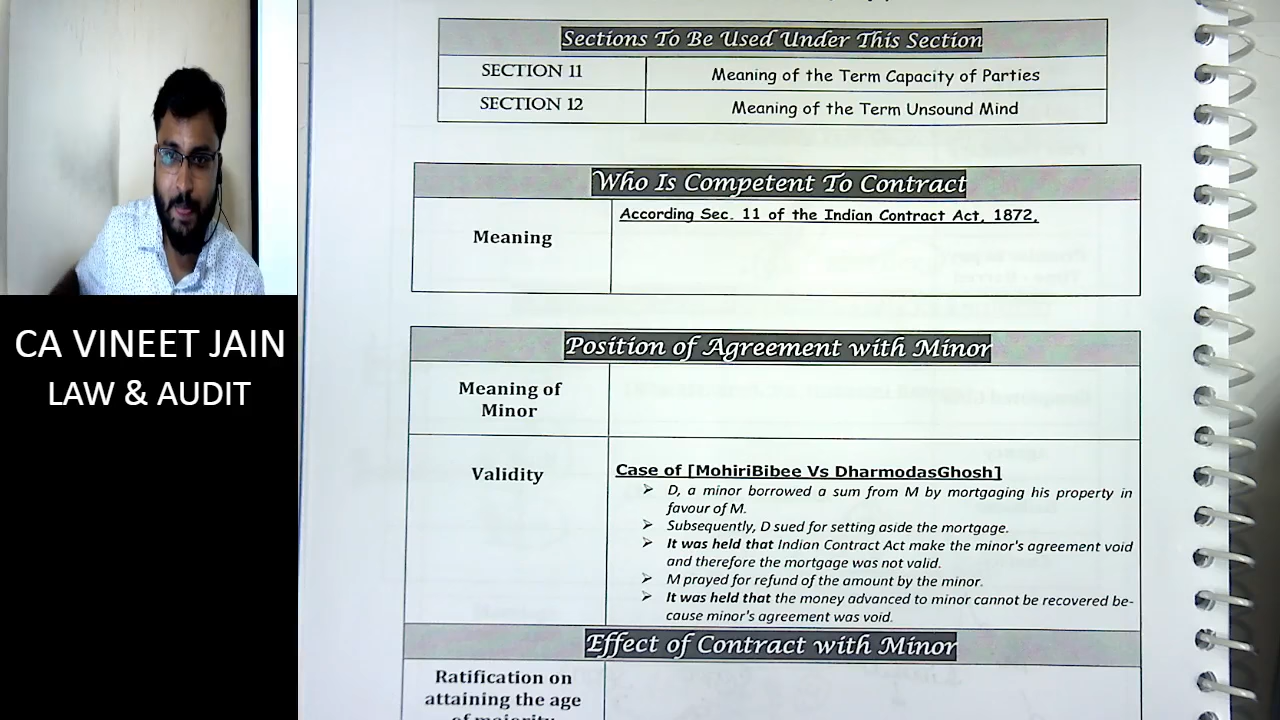 Sections To Be Used Under This Section
SECTION 11 Meaning of the Term Capacity of Parties
SECTION 12 Meaning of the Term Unsound Mind
Who Is Competent To Contract
Meaning
According Sec. 11 of the Indian Contract Act, 1872,
Position of Agreement with Minor
Meaning of
Minor
Validity
Case of [MohiriBibee Vs DharmodasGhosh]
➢ D, a minor borrowed a sum from M by mortgaging his property in
favour of M.
➢ Subsequently, D sued for setting aside the mortgage.
➢ It was held that Indian Contract Act make the minor's agreement void
and therefore the mortgage was not valid.
➢ M prayed for refund of the amount by the minor.
➢ It was held that the money advanced to minor cannot be recovered be-
cause minor's agreement was void.
Effect of Contract with Minor
Ratification on
attaining the age
of majority
CA VINEET JAIN
LAW & AUDIT